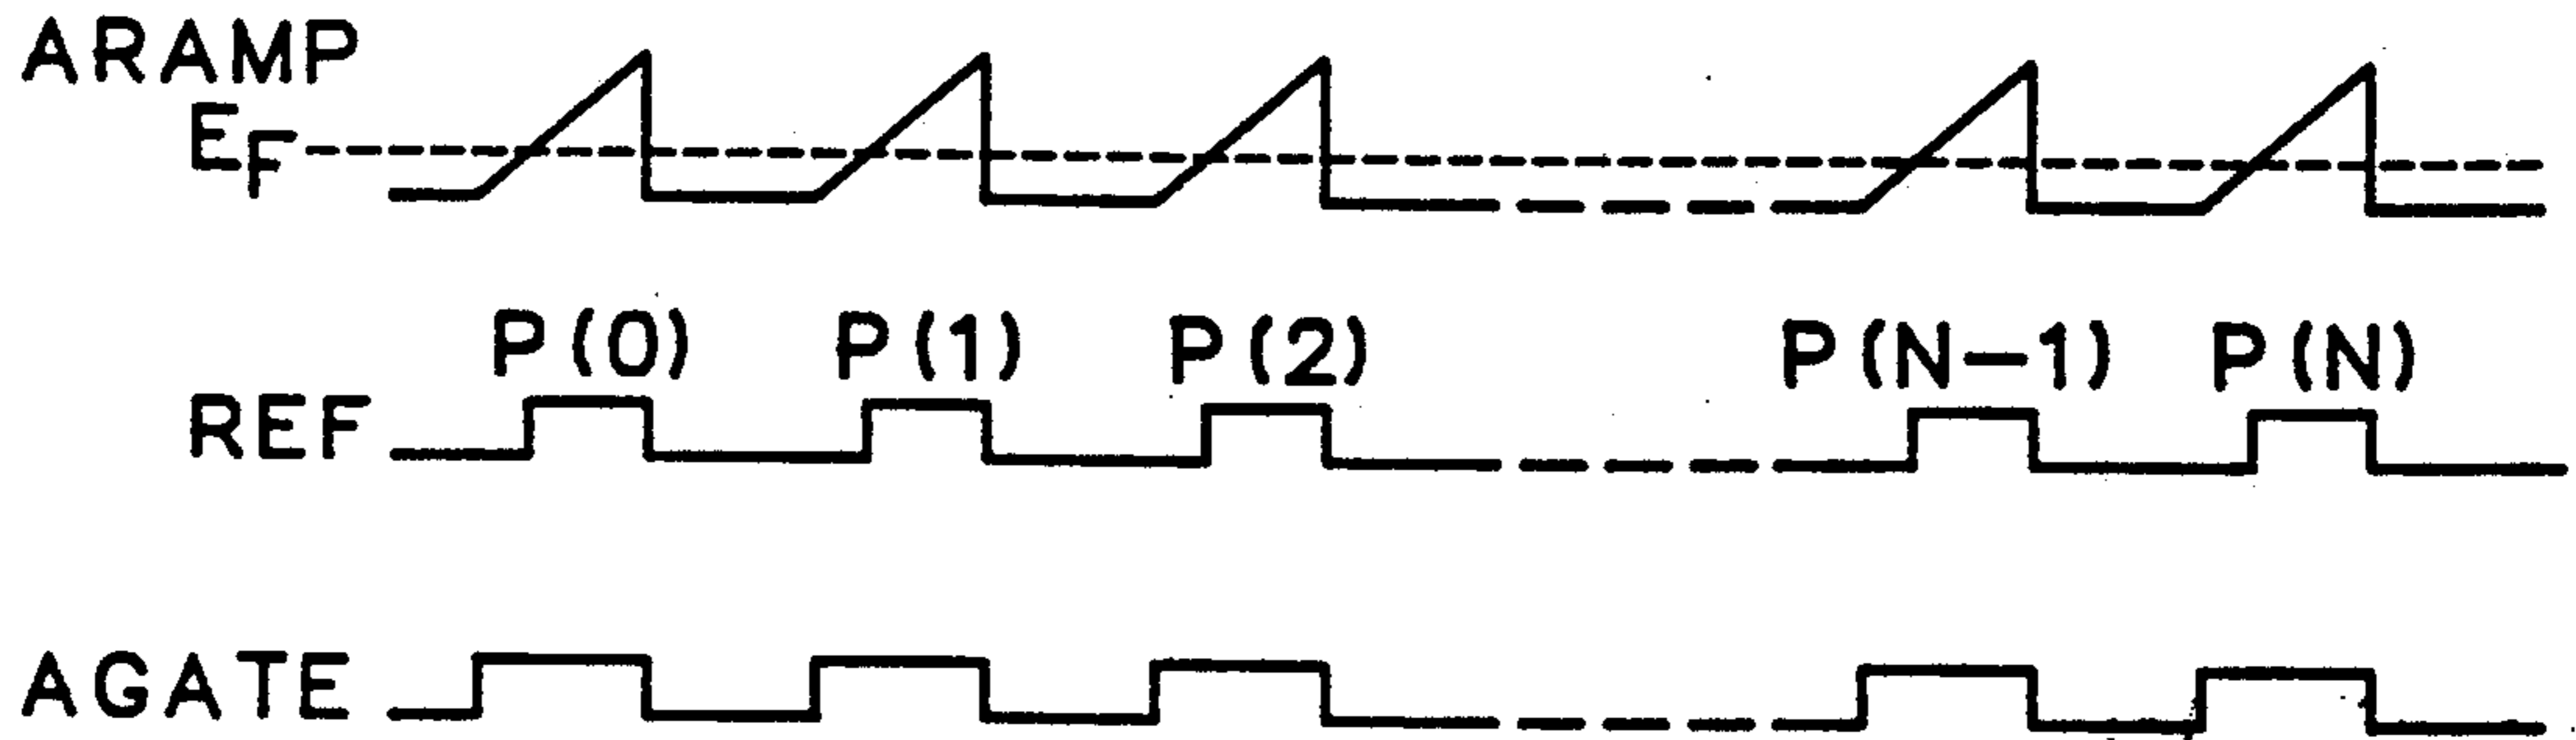 ARAMP
EF
P(0) P(1) P(2) P(N-1) P(N)
REF
AGATE